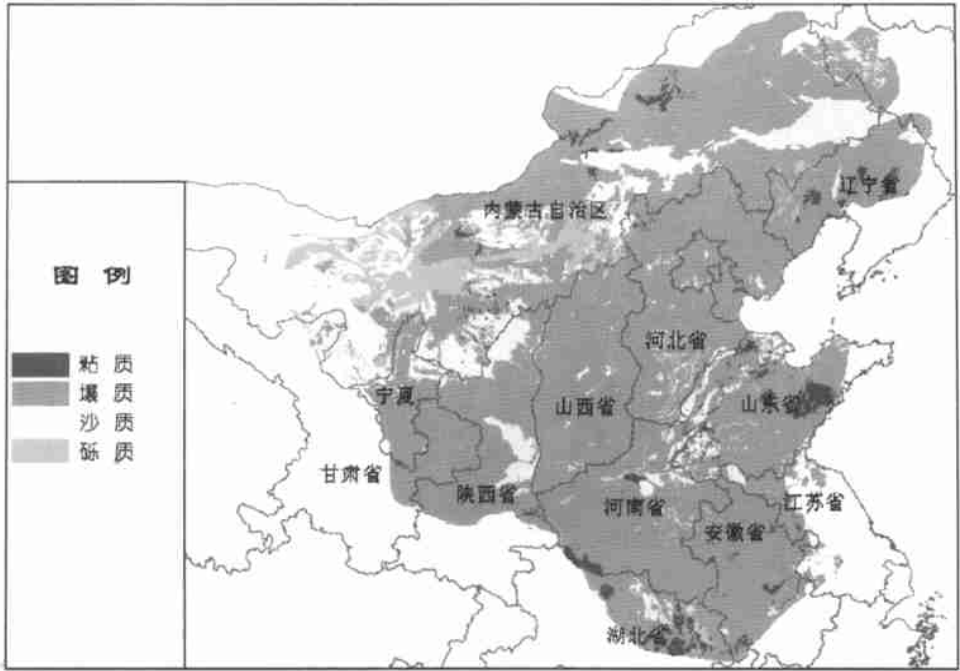 内蒙古自治区
辽宁省
图 例
粘 质
壤 质
沙 质
砾 质
河北省
宁夏
山西省
山东省
甘肃省
陕西省
河南省
江苏省
安徽省
湖北省